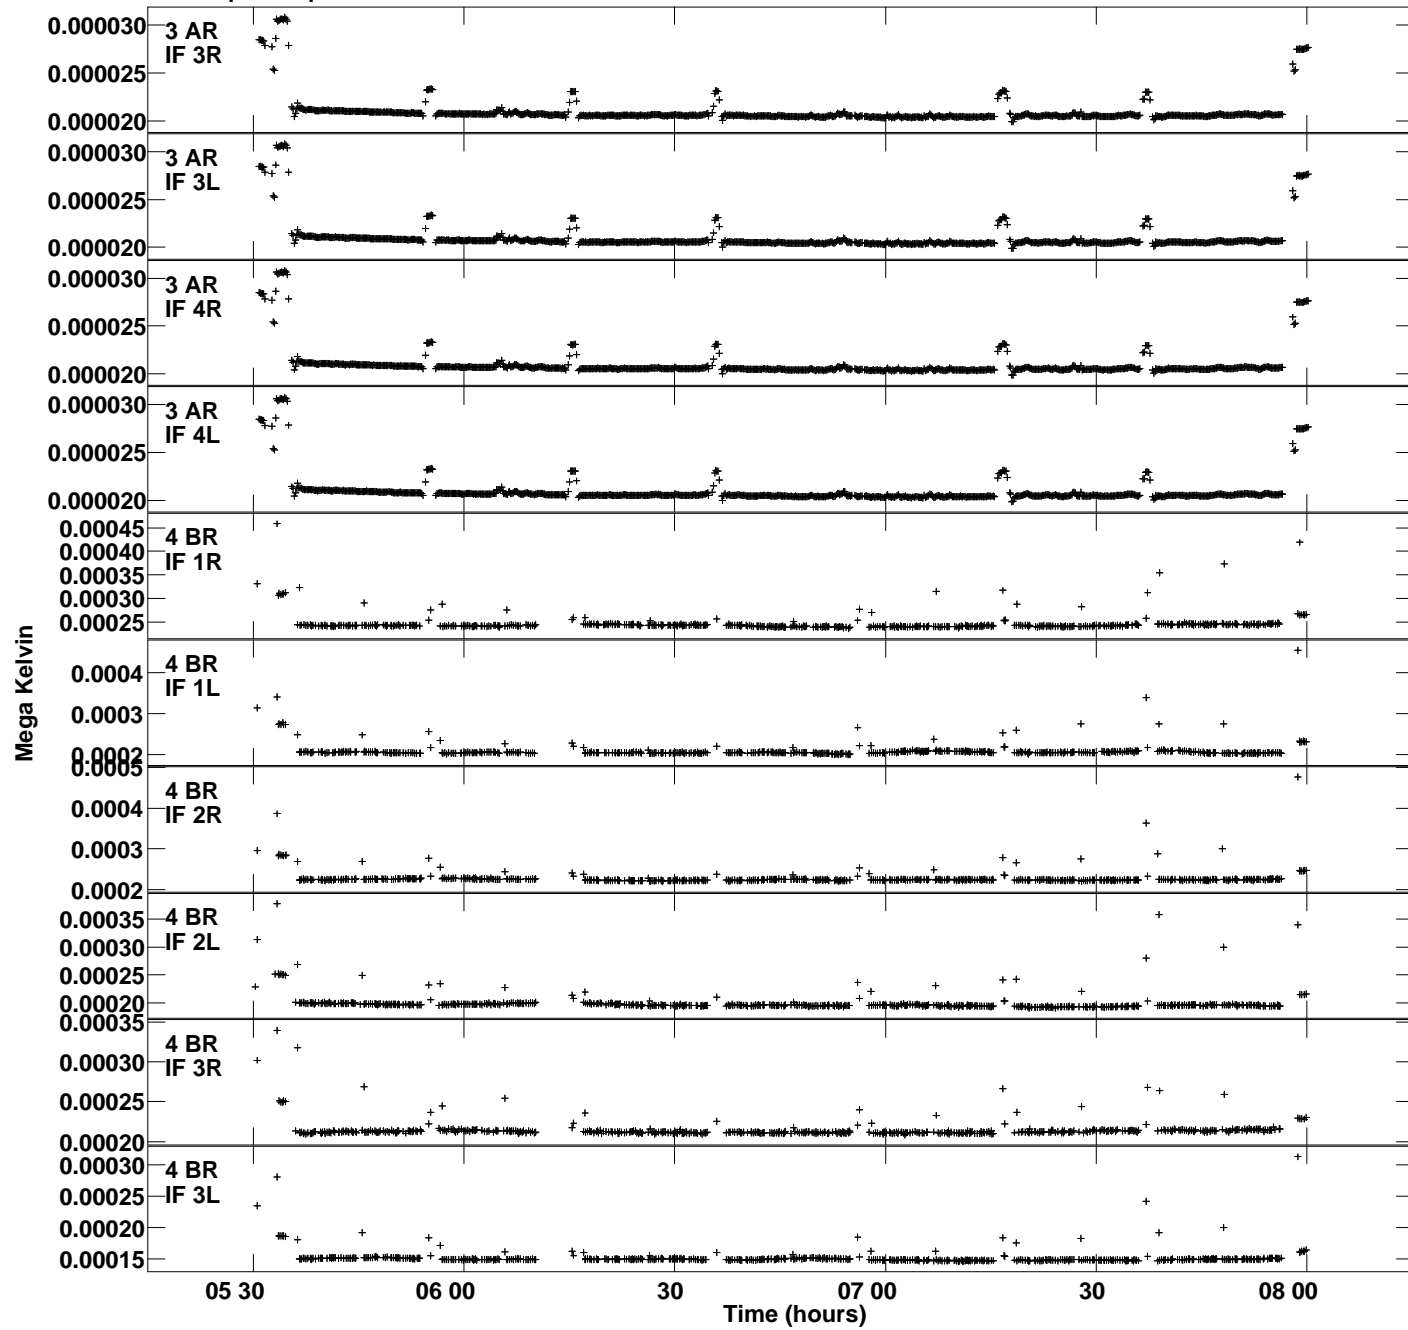 0.000030
0.000025
0.000020
3 AR
IF 3R
0.000030
0.000025
0.000020
3 AR
IF 3L
0.000030
0.000025
0.000020
3 AR
IF 4R
0.000030
0.000025
0.000020
3 AR
IF 4L
0.00045
0.00040
0.00035
0.00030
0.00025
4 BR
IF 1R
0.0004
0.0003
0.0002
4 BR
IF 1L
0.0005
0.0004
0.0003
0.0002
4 BR
IF 2R
0.00035
0.00030
0.00025
0.00020
4 BR
IF 2L
0.00035
0.00030
0.00025
0.00020
4 BR
IF 3R
0.00030
0.00025
0.00020
0.00015
4 BR
IF 3L
Mega Kelvin
05 30 06 00 30 07 00 30 08 00
Time (hours)